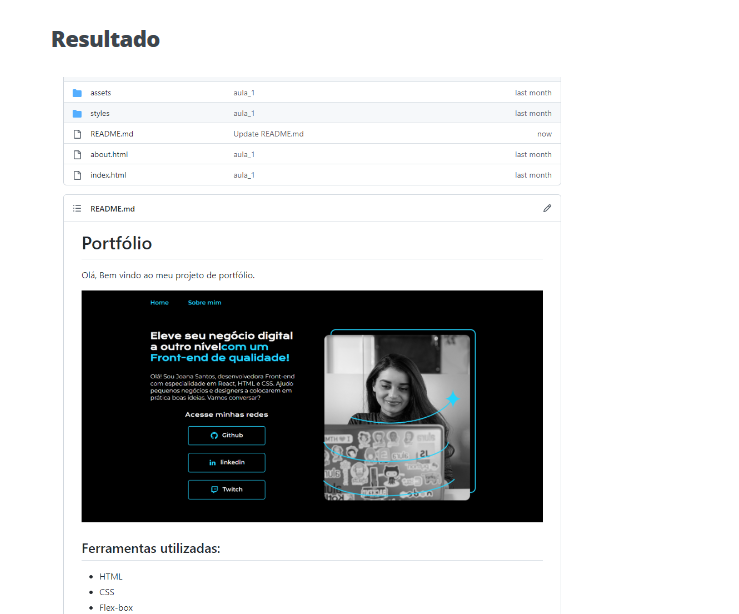 Resultado
assets aula_1 last month
styles aula_1 last month
README.md Update README.md now
about.html aula_1 last month
index.html aula_1 last month
README.md
Portfólio
Olá, Bem vindo ao meu projeto de portfólio.
Home Sobre mim
Eleve seu negócio digital
a outro nívelcom um
Front-end de qualidade!
Olá! Sou Joana Santos, desenvolvedora Front-end
com especialidade em React, HTML e CSS. Ajudo
pequenos negócios e designers a colocarem em
prática boas ideias. Vamos conversar?
Acesse minhas redes
Github
linkedin
Twitch
Ferramentas utilizadas:
HTML
CSS
Flex-box